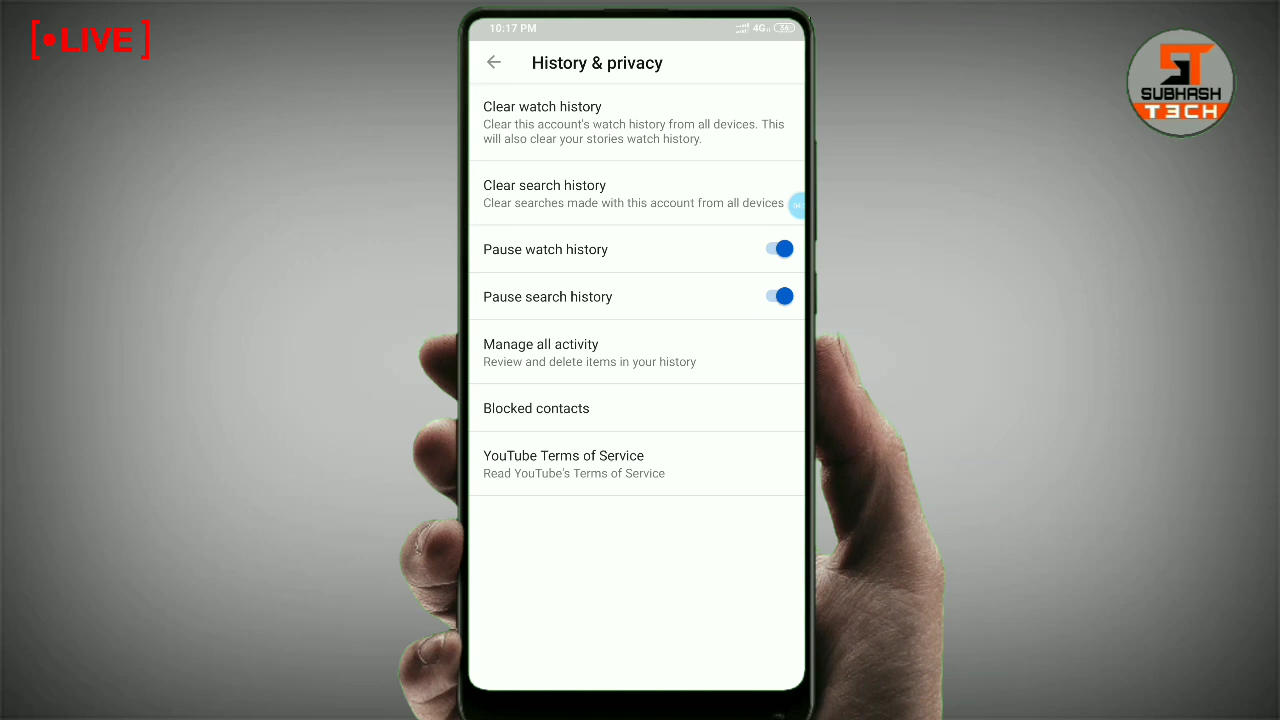 [•LIVE]
10.17 PM
4G
56
History & privacy
SUBHASH
T3CH
Clear watch history
Clear this account's watch history from all devices. This
will also clear your stories watch history.
Clear search history
Clear searches made with this account from all devices
Pause watch history
Pause search history
Manage all activity
Review and delete items in your history
Blocked contacts
YouTube Terms of Service
Read YouTube's Terms of Service